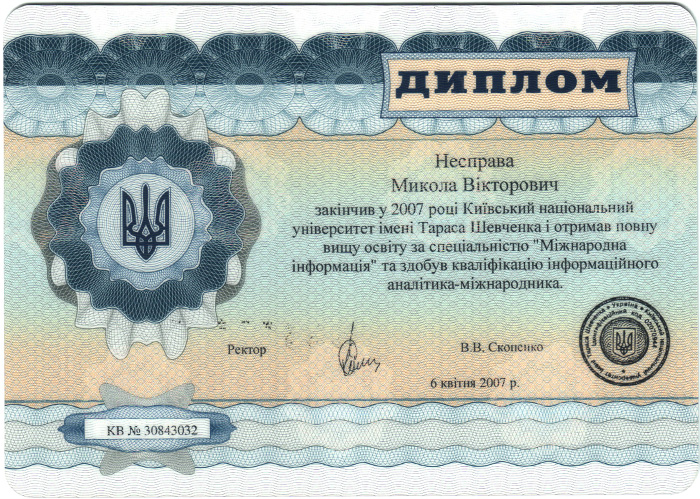 ДИПЛОМ
Несправа
Микола Вікторович
закінчив у 2007 році Київський національний
університет імені Тараса Шевченка і отримав повну
вищу освіту за спеціальністю "Міжнародна
інформація" та здобув кваліфікацію інформаційного
аналітика-міжнародника.
Ректор
В.В. Скопенко
6 квітня 2007 р.
КВ № 30843032